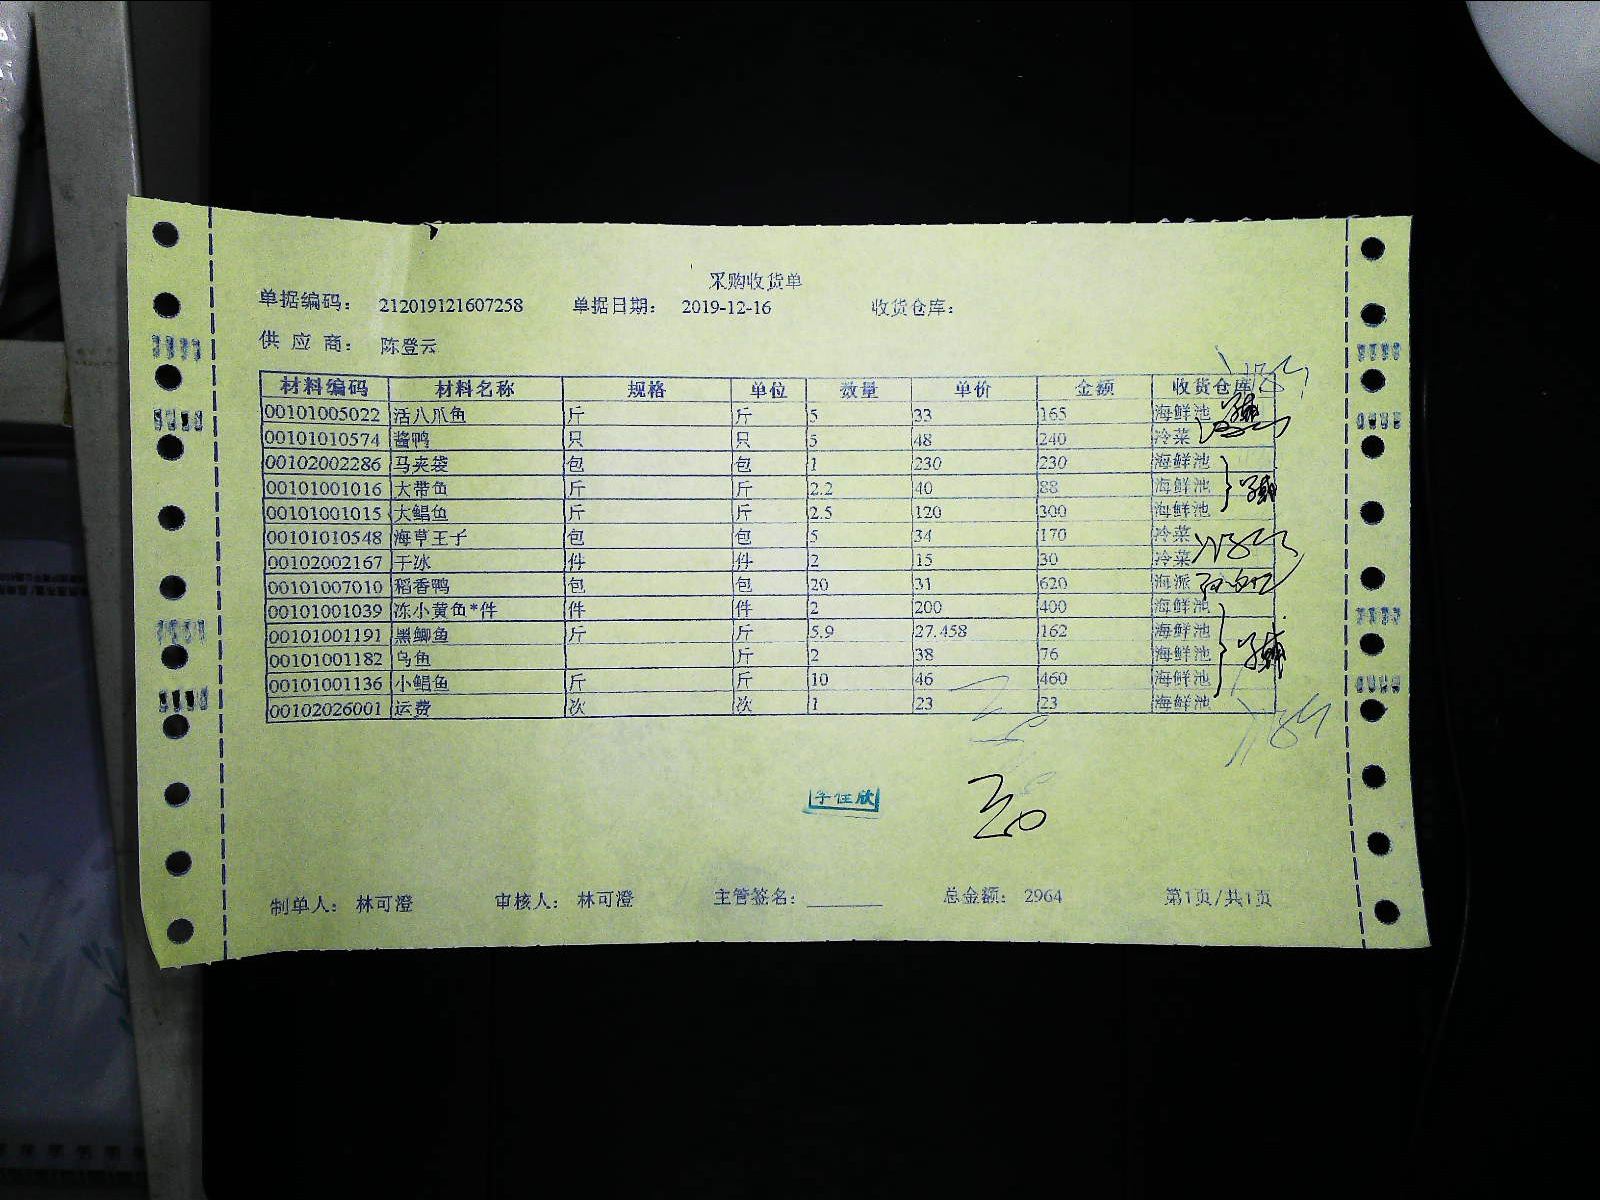 采购收货单
单据编码： 212019121607258 单据日期： 2019-12-16 收货仓库：
供 应 商： 陈登云
材料编码 材料名称 规格 单位 数量 单价 金额 收货仓库
00101005022 活八爪鱼 斤 斤 5 33 165 海鲜池
00101010574 酱鸭 只 只 5 48 240 冷菜
00102002286 马夹袋 包 包 1 230 230 海鲜池
00101001016 大带鱼 斤 斤 2.2 40 88 海鲜池
00101001015 大鲳鱼 斤 斤 2.5 120 300 海鲜池
00101010548 海草王子 包 包 5 34 170 冷菜
00102002167 干冰 件 件 2 15 30 冷菜
00101007010 稻香鸭 包 包 20 31 620 海派
00101001039 冻小黄鱼*件 件 件 2 200 400 海鲜池
00101001191 黑鲫鱼 斤 斤 5.9 27.458 162 海鲜池
00101001182 乌鱼 斤 2 38 76 海鲜池
00101001136 小鲳鱼 斤 斤 10 46 460 海鲜池
00102026001 运费 次 次 1 23 23 海鲜池
制单人： 林可澄 审核人： 林可澄 主管签名： 总金额： 2964 第1页/共1页